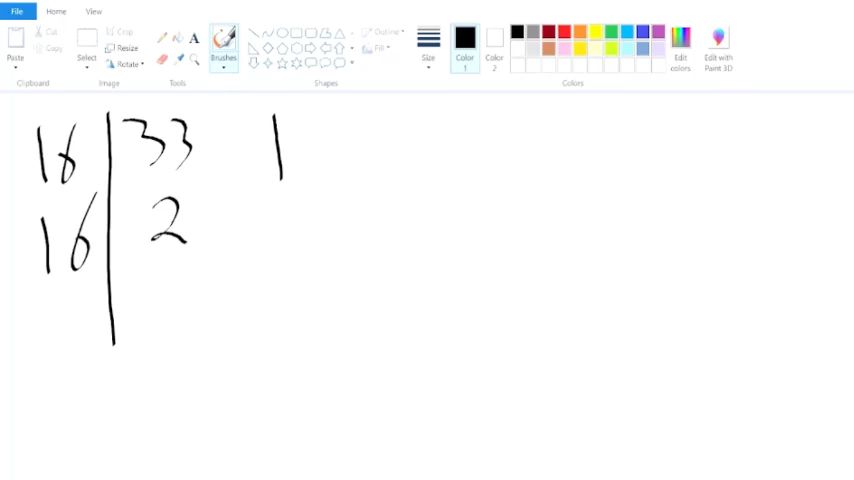 File Home View
Cut Crop Outline
Copy Resize Fill
Paste Select Rotate A Brushes Size Color 1 Color 2 Edit colors Edit with Paint 3D
Clipboard Image Tools Shapes Colors
16 33 1
16 2